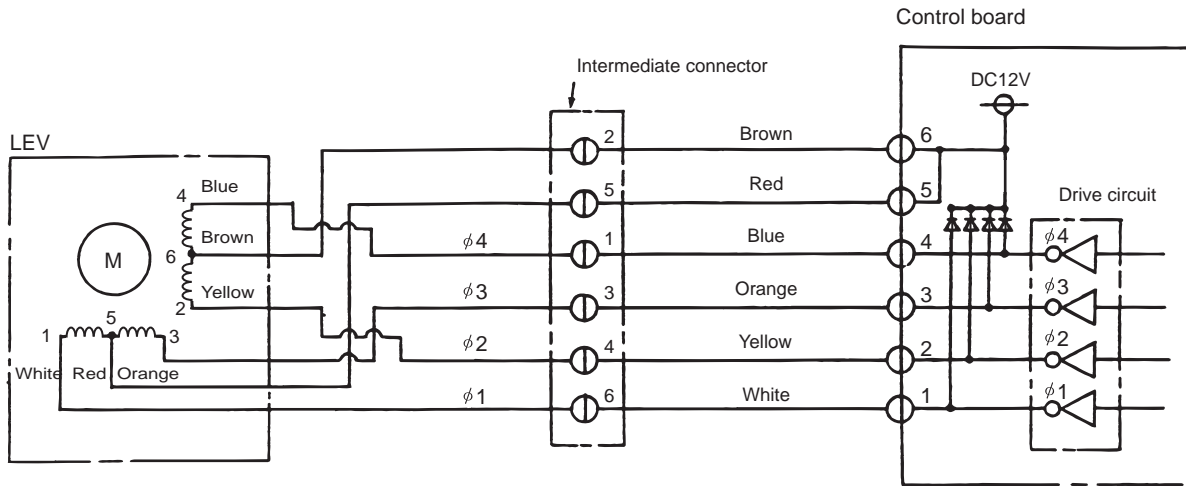 Control board
Intermediate connector
DC12V
LEV
2 Brown 6
4 Blue
5 Red 5
Drive circuit
Brown
ϕ4 1 Blue 4 ϕ4
M
6
Yellow
ϕ3 3 Orange 3 ϕ3
2
5
1 3
ϕ2 4 Yellow 2 ϕ2
White Red Orange
ϕ1 6 White 1 ϕ1